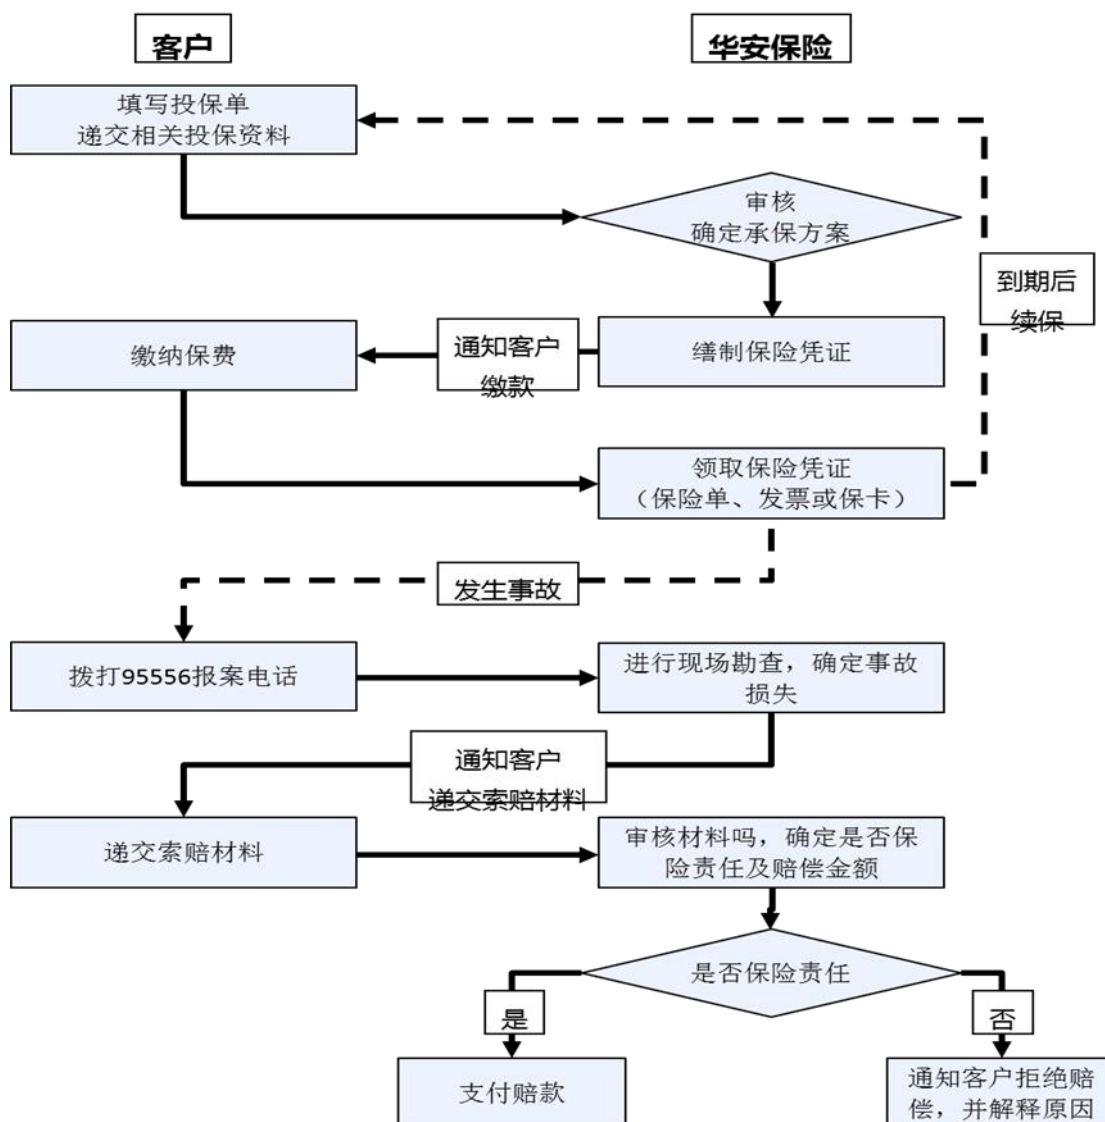 客户
华安保险
填写投保单
递交相关投保资料
审核
确定承保方案
到期后
续保
缴纳保费
通知客户
缴款
缮制保险凭证
领取保险凭证
（保险单、发票或保卡）
发生事故
拨打95556报案电话
进行现场勘查，确定事故
损失
通知客户
递交索赔材料
递交索赔材料
审核材料吗，确定是否保
险责任及赔偿金额
是否保险责任
是
否
支付赔款
通知客户拒绝赔
偿，并解释原因